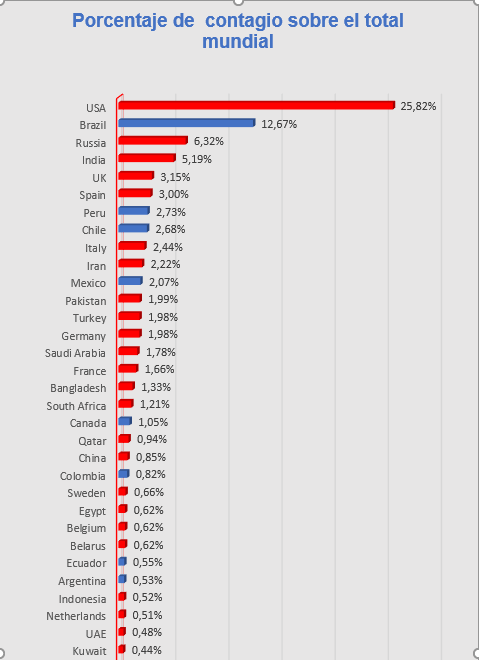 Porcentaje de  contagio sobre el total
mundial
USA 25,82%
Brazil 12,67%
Russia 6,32%
India 5,19%
UK 3,15%
Spain 3,00%
Peru 2,73%
Chile 2,68%
Italy 2,44%
Iran 2,22%
Mexico 2,07%
Pakistan 1,99%
Turkey 1,98%
Germany 1,98%
Saudi Arabia 1,78%
France 1,66%
Bangladesh 1,33%
South Africa 1,21%
Canada 1,05%
Qatar 0,94%
China 0,85%
Colombia 0,82%
Sweden 0,66%
Egypt 0,62%
Belgium 0,62%
Belarus 0,62%
Ecuador 0,55%
Argentina 0,53%
Indonesia 0,52%
Netherlands 0,51%
UAE 0,48%
Kuwait 0,44%